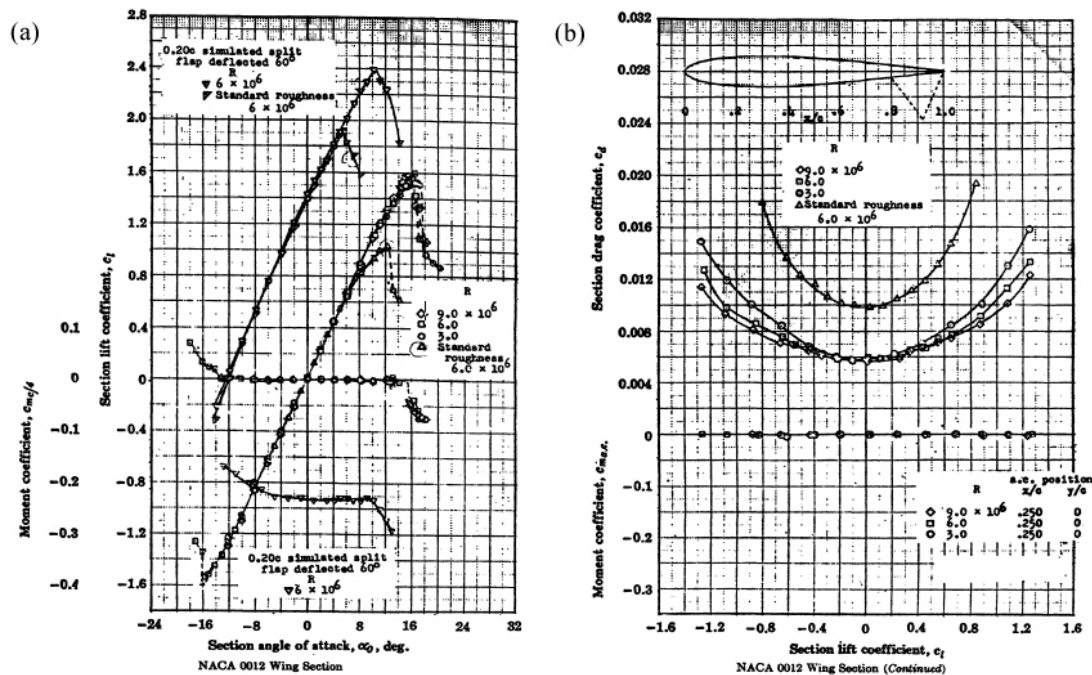 (a)
0.20c simulated split
flap deflected 60°
R
▽ 6 × 10⁶
Standard roughness
6 × 10⁶
2.4
2.0
1.6
1.2
0.8
0.4
0
-0.4
-0.8
-1.2
-1.6
Section lift coefficient, c_l
0.1
0
-0.1
-0.2
-0.3
-0.4
Moment coefficient, c_mc/4
R
◇ 9.0 × 10⁶
□ 6.0
○ 3.0
△ Standard
roughness
6.0 × 10⁶
0.20c simulated split
flap deflected 60°
R
▽ 6 × 10⁶
-24 -16 -8 0 8 16 24 32
Section angle of attack, α₀, deg.
NACA 0012 Wing Section
(b)
0.032
0.028
0.024
0.020
0.016
0.012
0.008
0.004
Section drag coefficient, c_d
0 .2 .4 .6 .8 1.0
x/c
R
◇ 9.0 × 10⁶
□ 6.0
○ 3.0
△ Standard roughness
6.0 × 10⁶
0
-0.1
-0.2
-0.3
Moment coefficient, c_ma.c.
a.c. position
R x/c y/c
◇ 9.0 × 10⁶ .250 0
□ 6.0 .250 0
○ 3.0 .250 0
-1.6 -1.2 -0.8 -0.4 0 0.4 0.8 1.2 1.6
Section lift coefficient, c_l
NACA 0012 Wing Section (Continued)